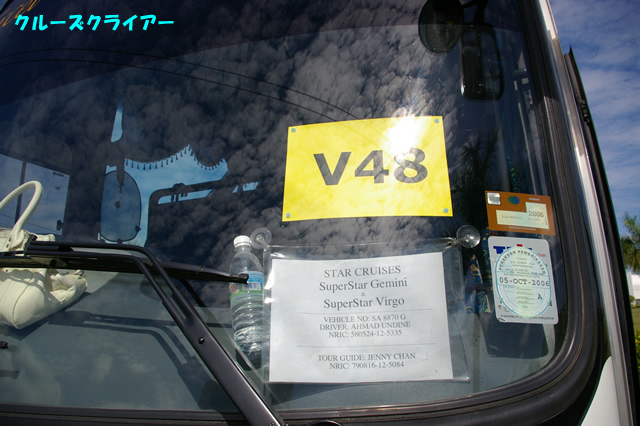 クルーズクライアー
V48
STAR CRUISES
SuperStar Gemini
&
SuperStar Virgo
VEHICLE NO: SA 8870 G
DRIVER: AHMAD UNDINE
NRIC: 580524-12-5335
TOUR GUIDE: JENNY CHAN
NRIC: 790816-12-5084
2006
05-OCT-2006
A